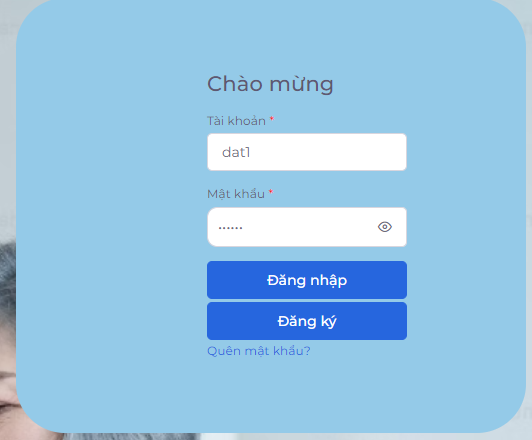 Chào mừng
Tài khoản *
dat1
Mật khẩu *
••••••
Đăng nhập
Đăng ký
Quên mật khẩu?